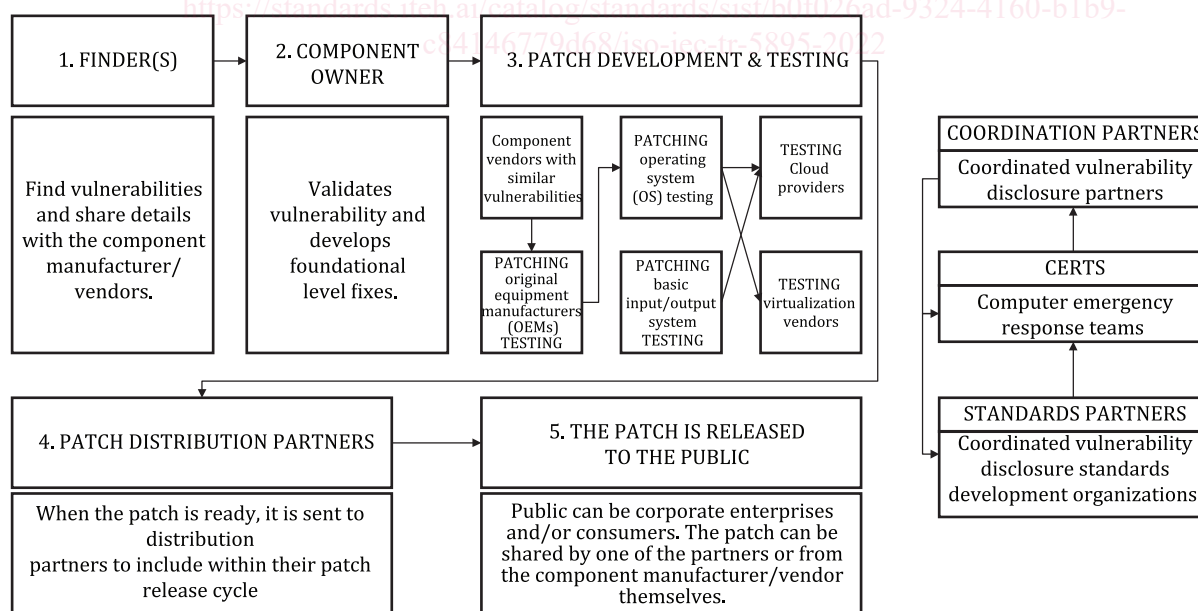 https://standards.iteh.ai/catalog/standards/sist/b0f026ad-9324-4160-b1b9-
c84146779d68/iso-iec-tr-5895-2022
1. FINDER(S)
2. COMPONENT
OWNER
3. PATCH DEVELOPMENT & TESTING
Find vulnerabilities
and share details
with the component
manufacturer/
vendors.
Validates
vulnerability and
develops
foundational
level fixes.
Component
vendors with
similar
vulnerabilities
PATCHING
operating
system
(OS) testing
TESTING
Cloud
providers
PATCHING
original
equipment
manufacturers
(OEMs)
TESTING
PATCHING
basic
input/output
system
TESTING
TESTING
virtualization
vendors
4. PATCH DISTRIBUTION PARTNERS
5. THE PATCH IS RELEASED
TO THE PUBLIC
When the patch is ready, it is sent to
distribution
partners to include within their patch
release cycle
Public can be corporate enterprises
and/or consumers. The patch can be
shared by one of the partners or from
the component manufacturer/vendor
themselves.
COORDINATION PARTNERS
Coordinated vulnerability
disclosure partners
CERTS
Computer emergency
response teams
STANDARDS PARTNERS
Coordinated vulnerability
disclosure standards
development organizations